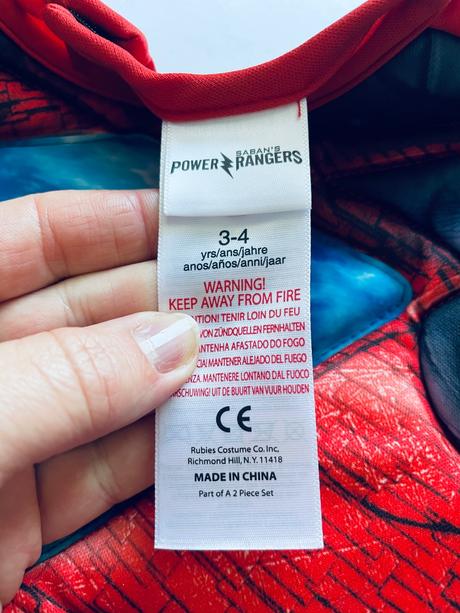 SABAN'S
POWER RANGERS
3-4
yrs/ans/jahre
anos/años/anni/jaar
WARNING!
KEEP AWAY FROM FIRE
TENIR LOIN DU FEU
VON ZÜNDQUELLEN FERNHALTEN
AFASTADO DO FOGO
MANTENER ALEJADO DEL FUEGO
MANTENERE LONTANO DAL FUOCO
UIT DE BUURT VAN VUUR HOUDEN
CE
Rubies Costume Co. Inc,
Richmond Hill, N.Y. 11418
MADE IN CHINA
Part of A 2 Piece Set